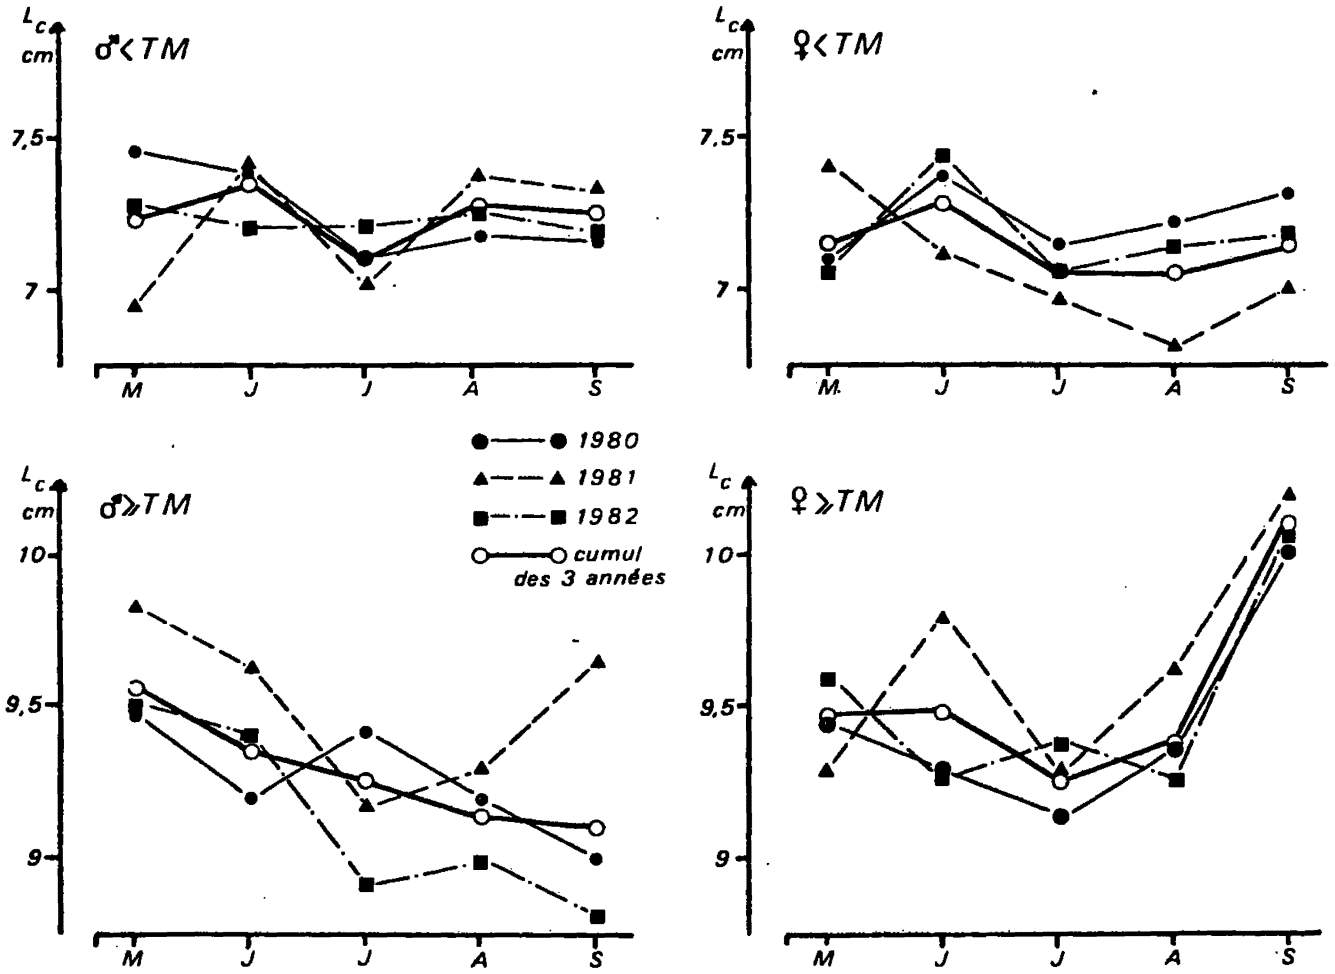 Lc
cm
♂ < TM
7,5
7
M J J A S
Lc
cm
♀ < TM
7,5
7
M J J A S
1980
1981
1982
cumul
des 3 années
Lc
cm
♂ ⩾ TM
10
9,5
9
M J J A S
Lc
cm
♀ ⩾ TM
10
9,5
9
M J J A S